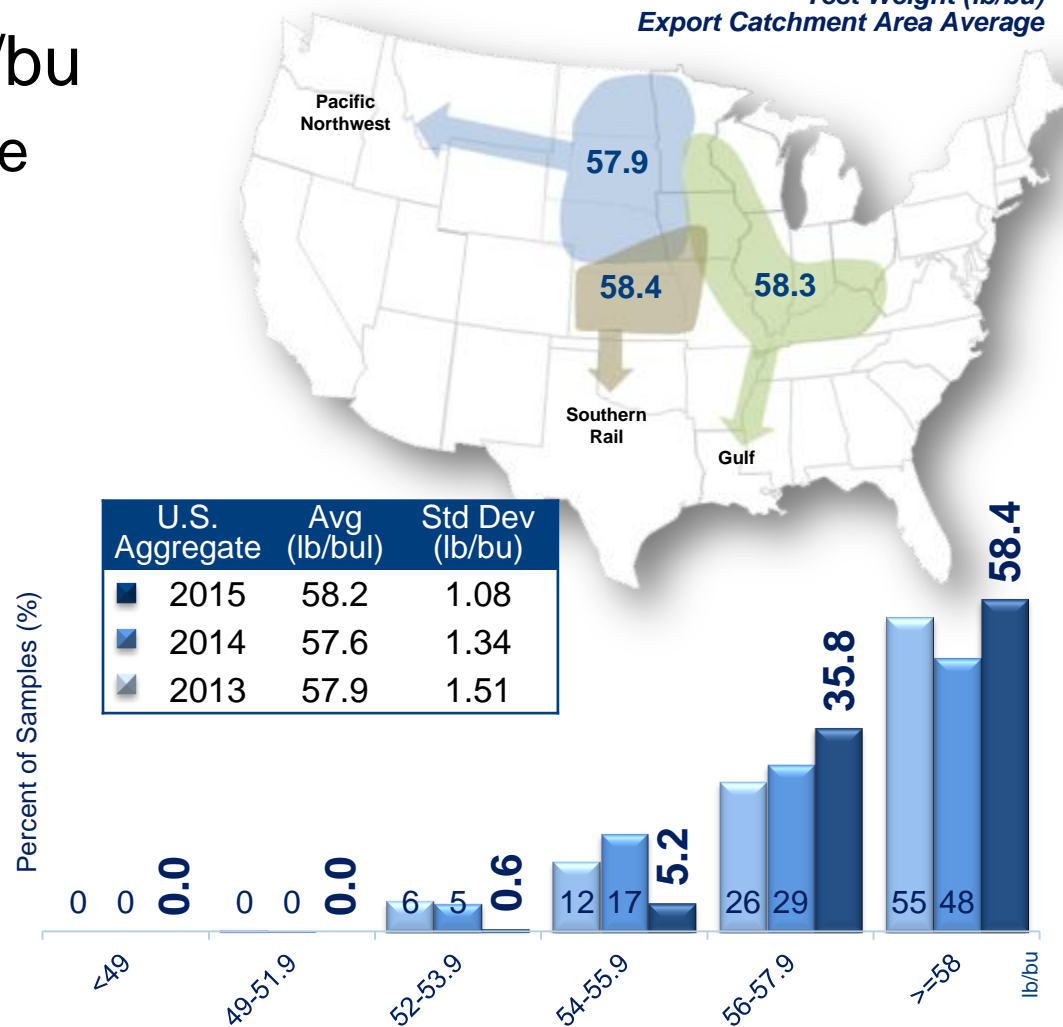 /bu
e
Test Weight (lb/bu)
Export Catchment Area Average
Pacific
Northwest
57.9
58.4
58.3
Southern
Rail
Gulf
U.S. Aggregate Avg (lb/bul) Std Dev (lb/bu)
2015 58.2 1.08
2014 57.6 1.34
2013 57.9 1.51
Percent of Samples (%)
0 0 0.0 0 0 0.0 6 5 0.6 12 17 5.2 26 29 35.8 55 48 58.4
<49 49-51.9 52-53.9 54-55.9 56-57.9 >=58 lb/bu